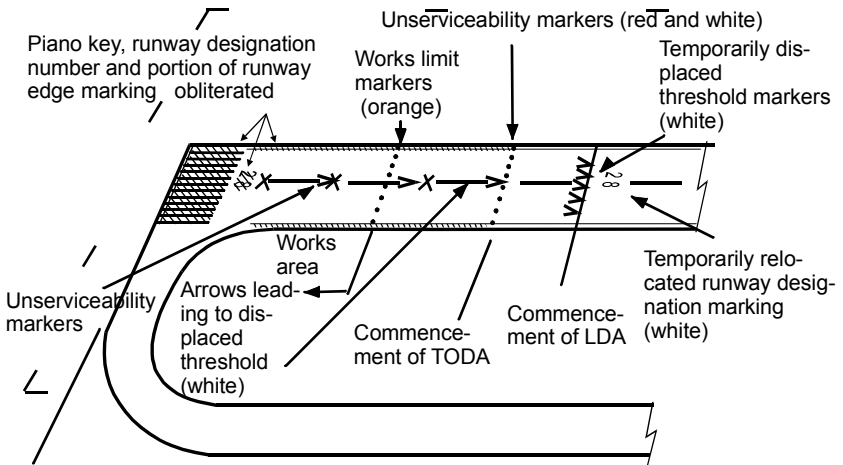 Unserviceability markers (red and white)
Piano key, runway designation
number and portion of runway
edge marking obliterated
Works limit
markers
(orange)
Temporarily dis-
placed
threshold markers
(white)
28
28
Works
area
Unserviceability
markers
Arrows lead-
ing to dis-
placed
threshold
(white)
Commence-
ment of TODA
Commence-
ment of LDA
Temporarily relo-
cated runway desig-
nation marking
(white)